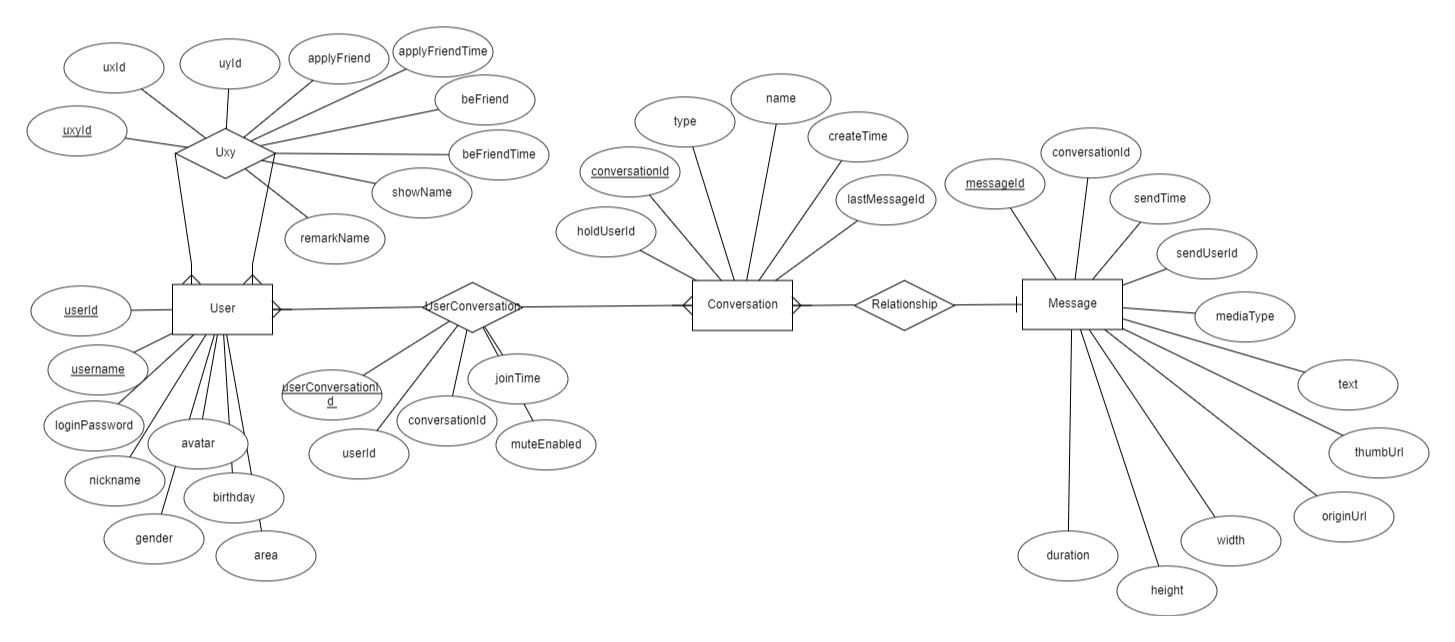 uxId
uyId
applyFriend
applyFriendTime
uxyId
Uxy
beFriend
beFriendTime
showName
remarkName
userId
User
username
loginPassword
nickname
avatar
gender
birthday
area
UserConversation
userConversationI
d
userId
conversationId
joinTime
muteEnabled
holdUserId
conversationId
type
name
createTime
lastMessageId
Conversation
Relationship
messageId
conversationId
sendTime
sendUserId
Message
mediaType
text
thumbUrl
originUrl
width
height
duration